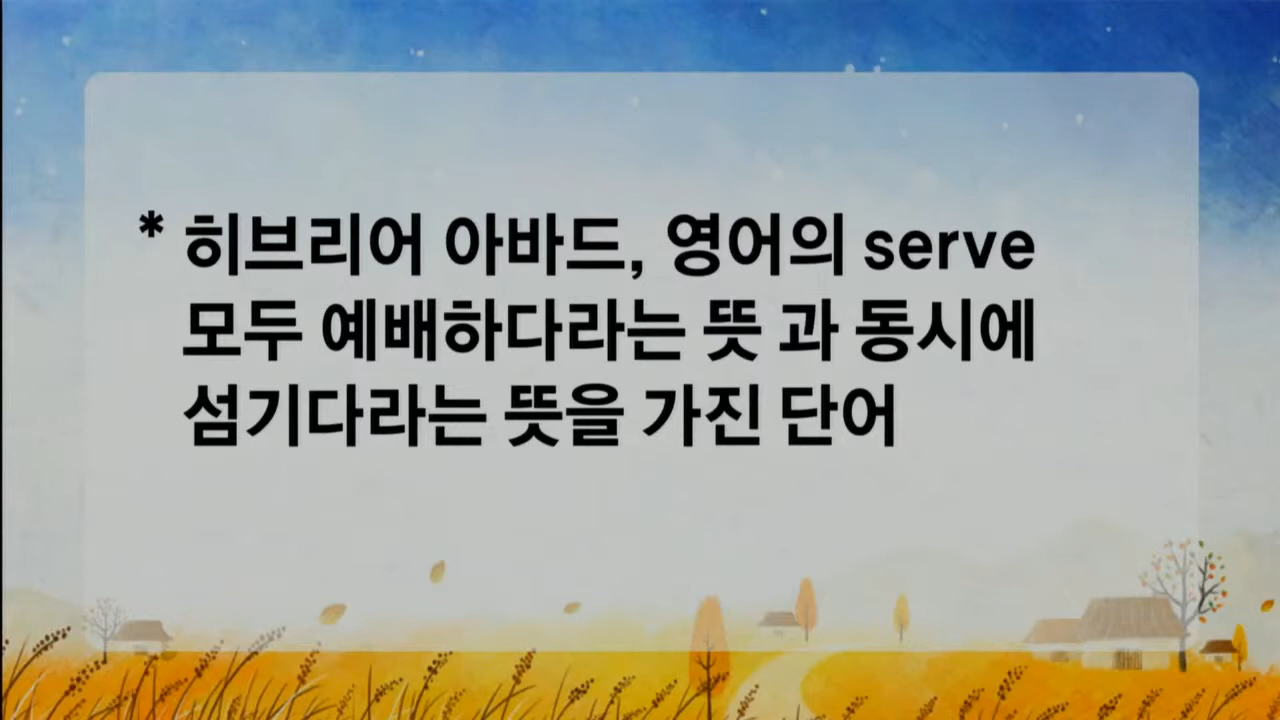 * 히브리어 아바드, 영어의 serve
모두 예배하다라는 뜻 과 동시에
섬기다라는 뜻을 가진 단어